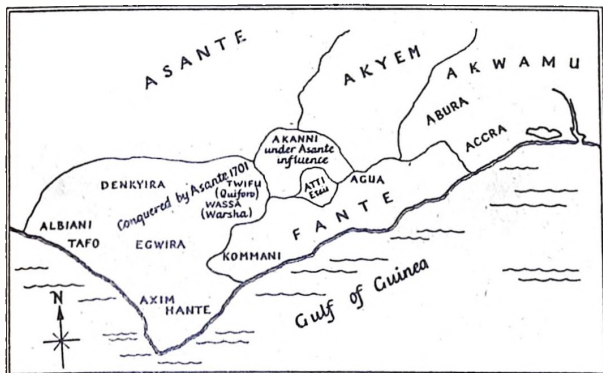 ASANTE
AKYEM
AKWAMU
ABURA
ACCRA
AKANNI
under Asante
influence
DENKYIRA
Conquered by Asante 1701
TWIFU
(Quiforo)
WASSA
(Warsha)
ATTI
Esau
AGUA
FANTE
ALBIANI
TAFO
EGWIRA
KOMMANI
AXIM
HANTE
Gulf of Guinea
N